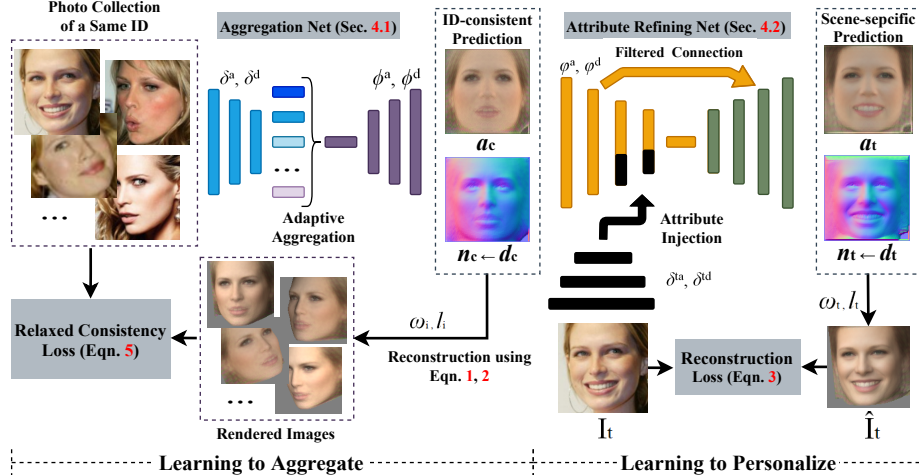 Photo Collection
of a Same ID
Aggregation Net (Sec. 4.1)
δᵃ, δᵈ
ϕᵃ, ϕᵈ
...
Adaptive
Aggregation
...
ID-consistent
Prediction
a꜀
n꜀ ← d꜀
Attribute Refining Net (Sec. 4.2)
Filtered Connection
φᵃ, φᵈ
Attribute
Injection
δᵗᵃ, δᵗᵈ
Scene-sepcific
Prediction
aₜ
nₜ ← dₜ
Relaxed Consistency
Loss (Eqn. 5)
...
Rendered Images
ωᵢ, lᵢ
Reconstruction using
Eqn. 1, 2
Iₜ
Reconstruction
Loss (Eqn. 3)
ωₜ, lₜ
Îₜ
Learning to Aggregate
Learning to Personalize